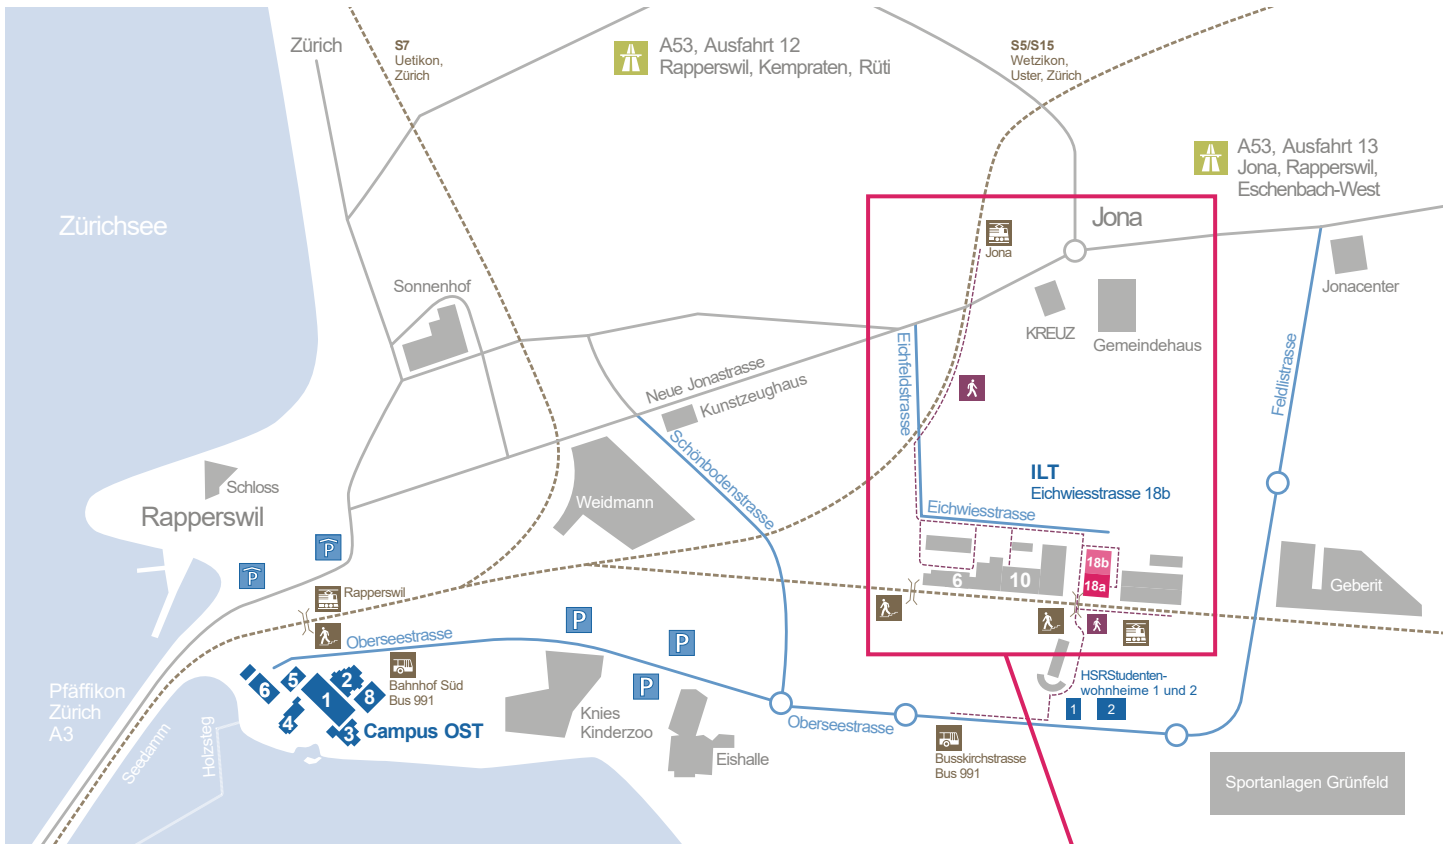 Zürich
S7
Uetikon,
Zürich
A53, Ausfahrt 12
Rapperswil, Kempraten, Rüti
S5/S15
Wetzikon,
Uster, Zürich
A53, Ausfahrt 13
Jona, Rapperswil,
Eschenbach-West
Zürichsee
Jona
Jona
Jonacenter
Sonnenhof
KREUZ
Gemeindehaus
Eichfeldstrasse
Feldlistrasse
Neue Jonastrasse
Kunstzeughaus
Schönbodenstrasse
ILT
Eichwiesstrasse 18b
Schloss
Rapperswil
Weidmann
Eichwiesstrasse
P
P
6
10
18b
18a
Geberit
Rapperswil
Oberseestrasse
P
P
P
Bahnhof Süd
Bus 991
6
5
1
2
8
4
3
Campus OST
Pfäffikon
Zürich
A3
Seedamm
Holzsteg
Knies
Kinderzoo
Eishalle
Oberseestrasse
HSRStudenten-
wohnheime 1 und 2
1
2
Busskirchstrasse
Bus 991
Sportanlagen Grünfeld